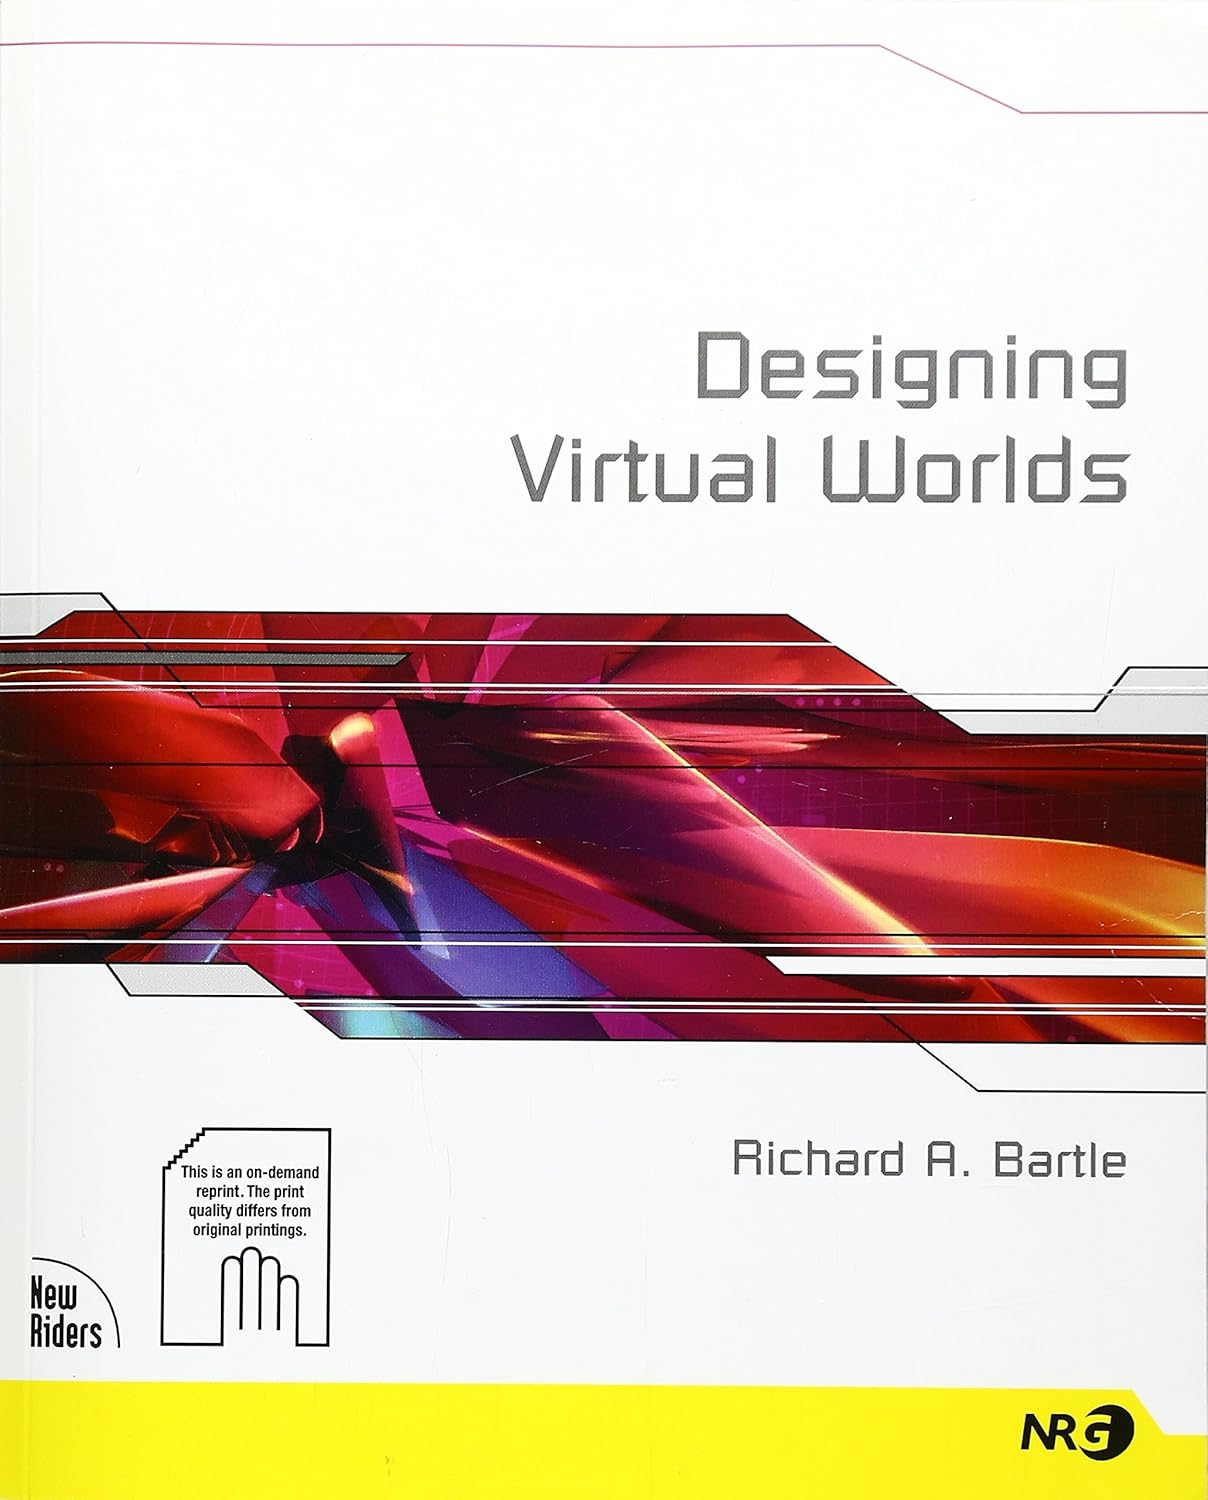 Designing
Virtual Worlds
Richard A. Bartle
This is an on-demand
reprint. The print
quality differs from
original printings.
New
Riders
NRG